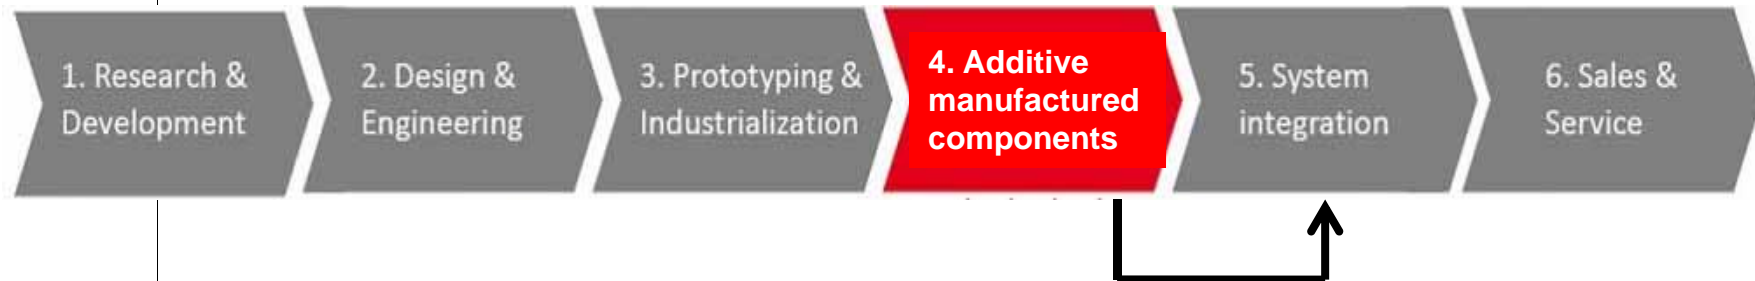 1. Research &
Development
2. Design &
Engineering
3. Prototyping &
Industrialization
4. Additive
manufactured
components
5. System
integration
6. Sales &
Service